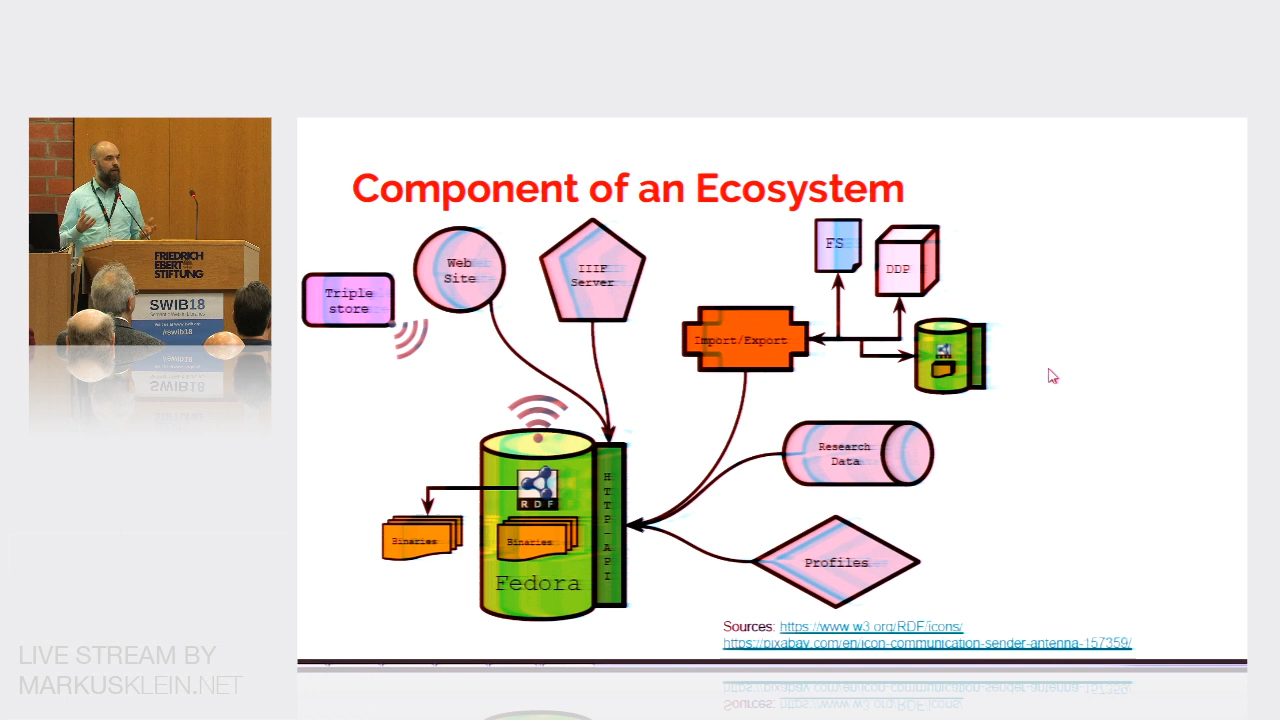 Component of an Ecosystem
FS
Web
Site
IIIF
Server
DDP
Triple
store
Import/Export
FRIEDRICH
EBERT
STIFTUNG
SWIB18
Research
Data
RDF
HTTP-API
Binaries
Binaries
Profiles
Fedora
Sources: https://www.w3.org/RDF/icons/
https://pixabay.com/en/icon-communication-sender-antenna-157359/
LIVE STREAM BY
MARKUSKLEIN.NET